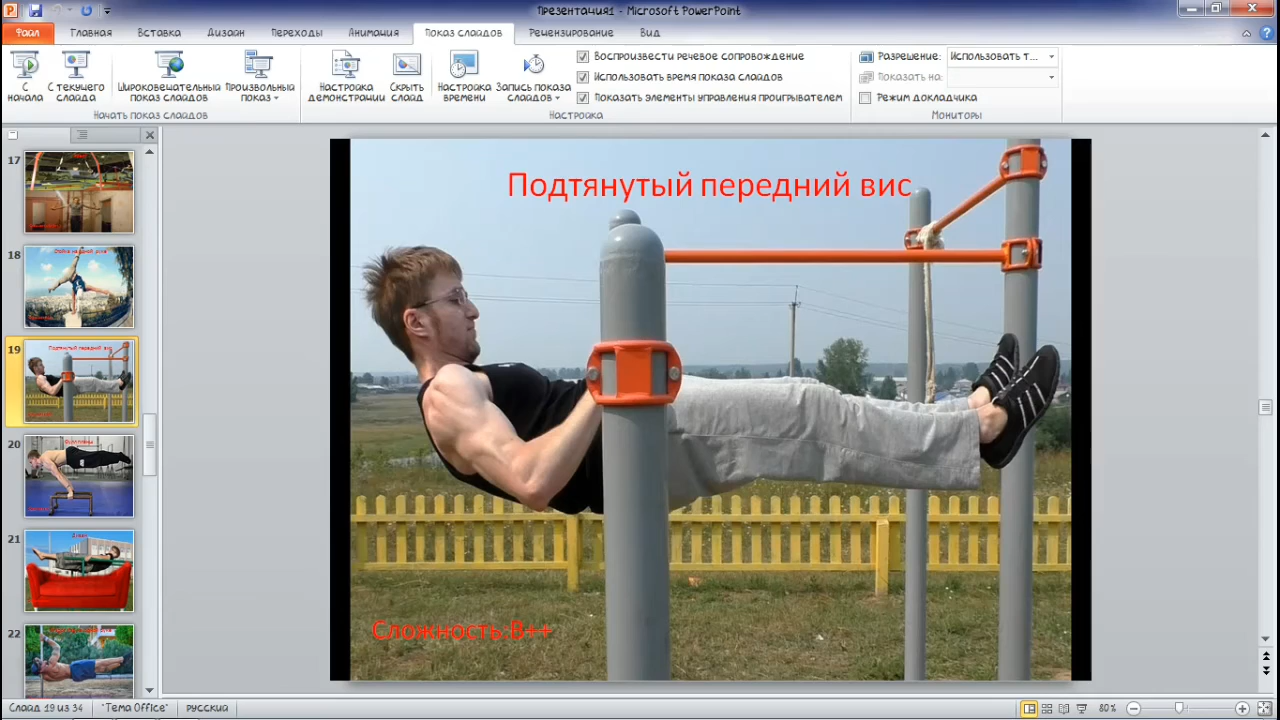 Презентация1 - Microsoft PowerPoint
Файл Главная Вставка Дизайн Переходы Анимация Показ слайдов Рецензирование Вид
С начала
С текущего слайда
Широковещательный показ слайдов
Произвольный показ
Настройка демонстрации
Скрыть слайд
Настройка времени
Запись показа слайдов
Воспроизвести речевое сопровождение
Использовать время показа слайдов
Показать элементы управления проигрывателем
Разрешение: Использовать т...
Показать на:
Режим докладчика
Начать показ слайдов
Настройка
Мониторы
17
18
19
Подтянутый передний вис
20
21
22
Подтянутый передний вис
Сложность:B++
Слайд 19 из 34 "Тема Office" русский 80%